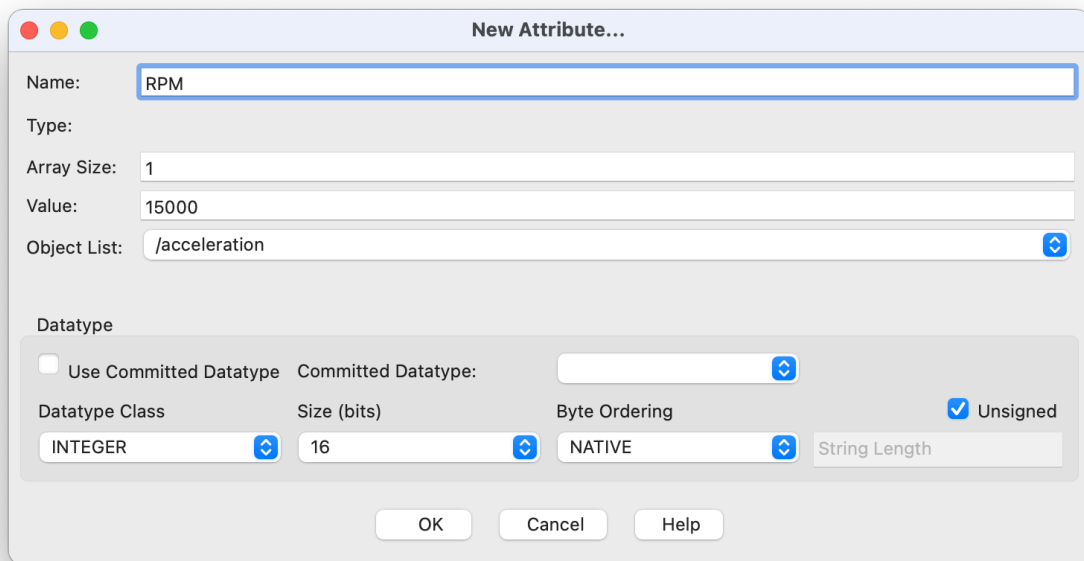 New Attribute...
Name: RPM
Type:
Array Size: 1
Value: 15000
Object List: /acceleration
Datatype
Use Committed Datatype Committed Datatype:
Datatype Class Size (bits) Byte Ordering Unsigned
INTEGER 16 NATIVE String Length
OK Cancel Help